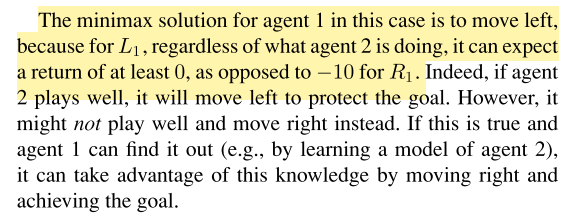 The minimax solution for agent 1 in this case is to move left,
because for L₁, regardless of what agent 2 is doing, it can expect
a return of at least 0, as opposed to −10 for R₁. Indeed, if agent
2 plays well, it will move left to protect the goal. However, it
might not play well and move right instead. If this is true and
agent 1 can find it out (e.g., by learning a model of agent 2),
it can take advantage of this knowledge by moving right and
achieving the goal.